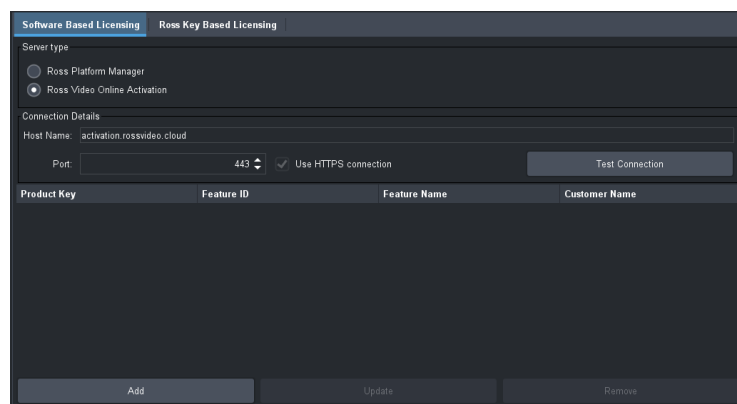 Software Based Licensing Ross Key Based Licensing
Server type
Ross Platform Manager
Ross Video Online Activation
Connection Details
Host Name: activation.rossvideo.cloud
Port: 443 Use HTTPS connection Test Connection
Product Key Feature ID Feature Name Customer Name
Add Update Remove